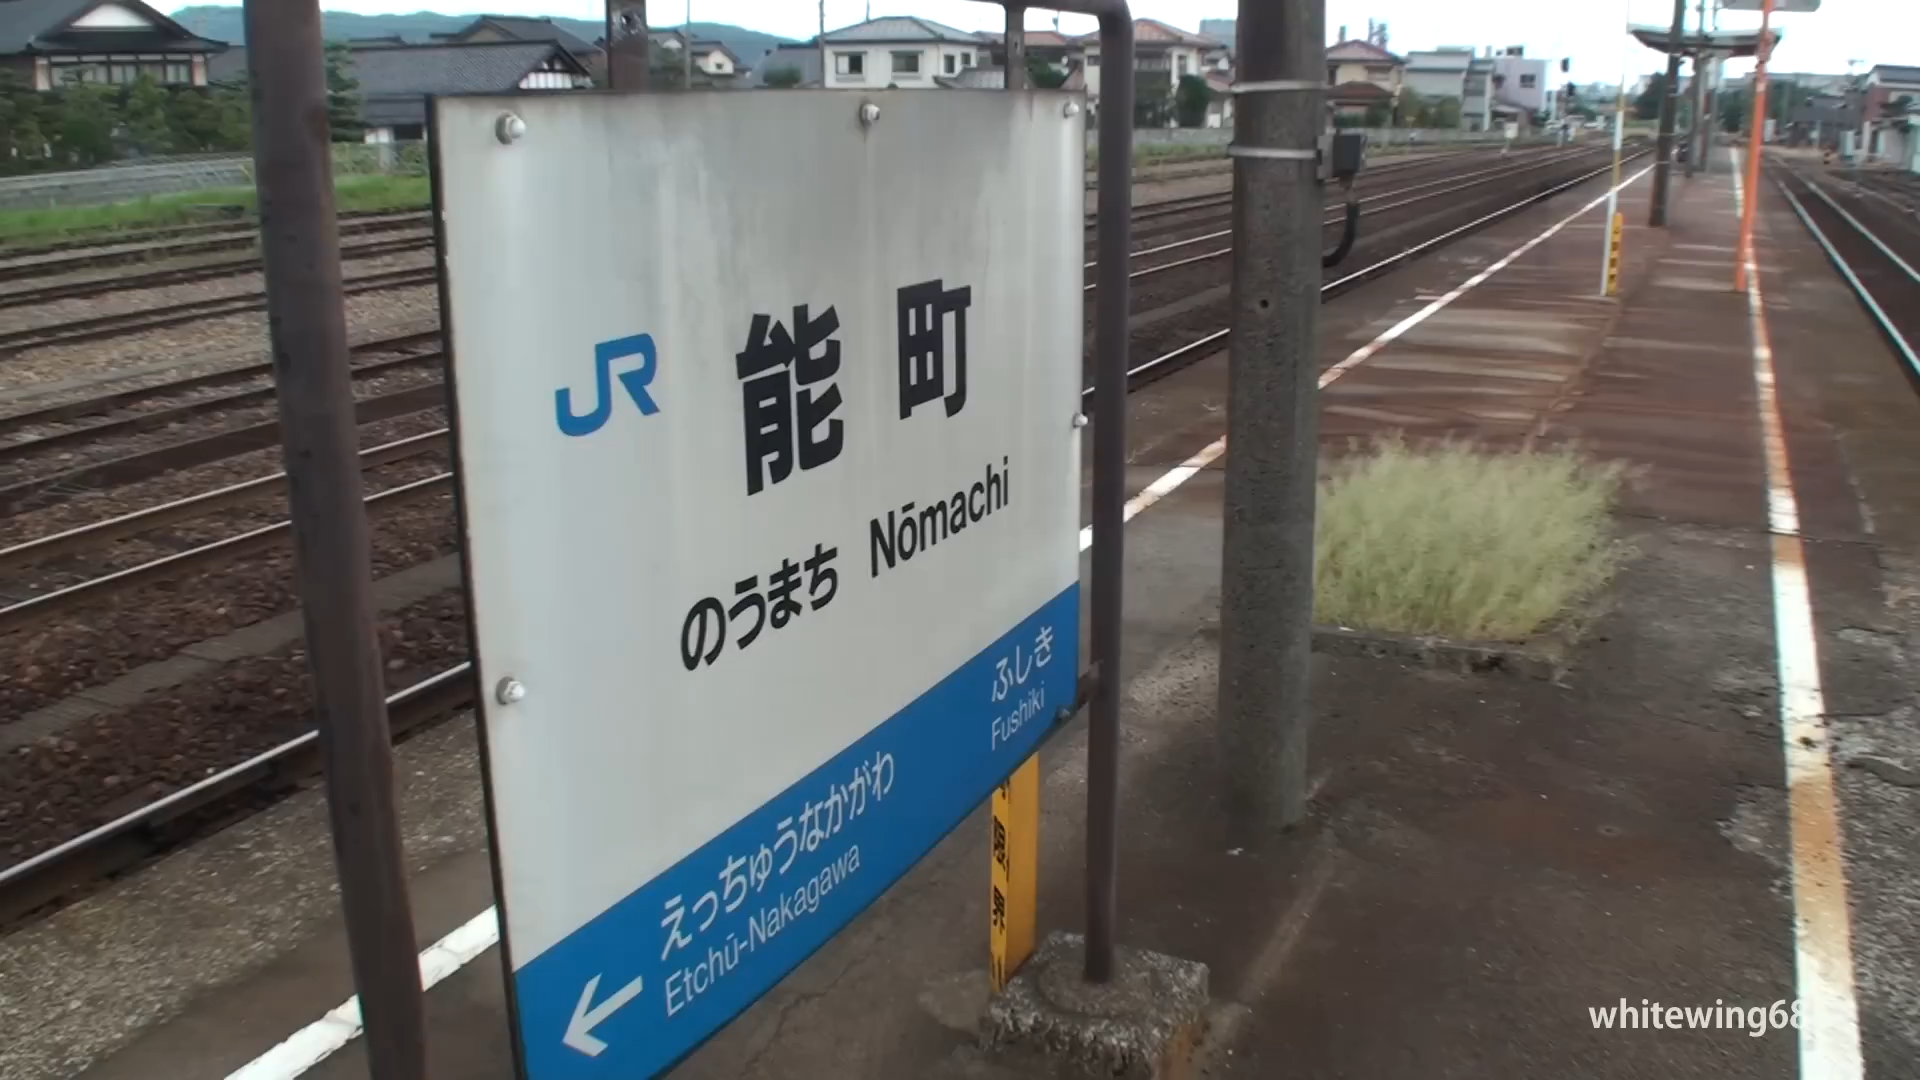 JR 能町
のうまち Nōmachi
ふしき
Fushiki
えっちゅうなかがわ
Etchū-Nakagawa
whitewing68